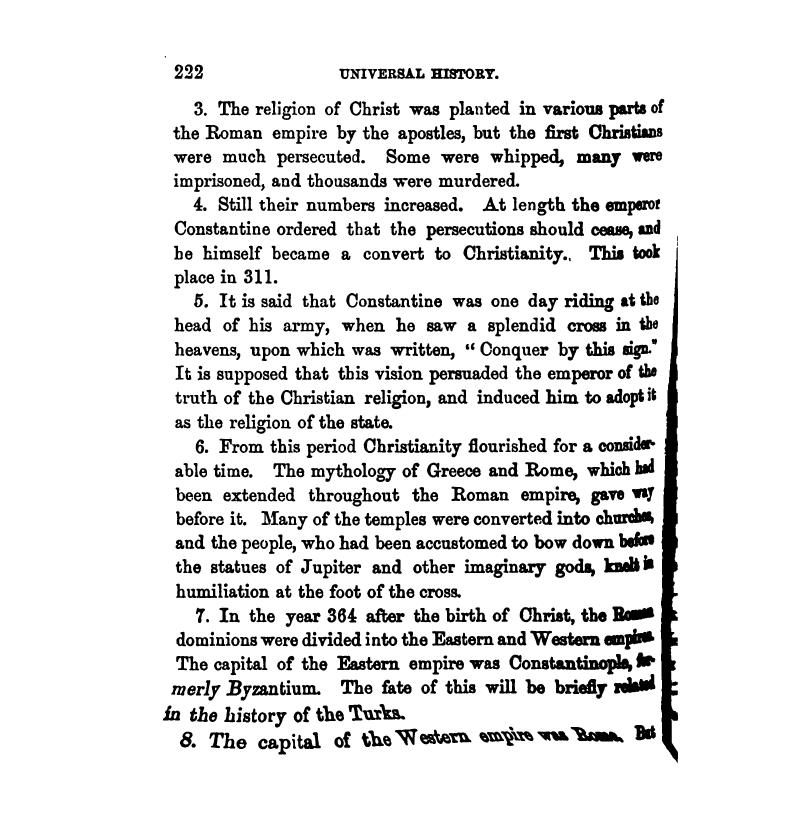 222 UNIVERSAL HISTORY.
3. The religion of Christ was planted in various parts of
the Roman empire by the apostles, but the first Christians
were much persecuted. Some were whipped, many were
imprisoned, and thousands were murdered.
4. Still their numbers increased. At length the emperor
Constantine ordered that the persecutions should cease, and
he himself became a convert to Christianity. This took
place in 311.
5. It is said that Constantine was one day riding at the
head of his army, when he saw a splendid cross in the
heavens, upon which was written, "Conquer by this sign."
It is supposed that this vision persuaded the emperor of the
truth of the Christian religion, and induced him to adopt it
as the religion of the state.
6. From this period Christianity flourished for a consider-
able time. The mythology of Greece and Rome, which had
been extended throughout the Roman empire, gave way
before it. Many of the temples were converted into churches,
and the people, who had been accustomed to bow down before
the statues of Jupiter and other imaginary gods, knelt in
humiliation at the foot of the cross.
7. In the year 364 after the birth of Christ, the Roman
dominions were divided into the Eastern and Western empires.
The capital of the Eastern empire was Constantinople, for-
merly Byzantium. The fate of this will be briefly related
in the history of the Turks.
8. The capital of the Western empire was Rome. But